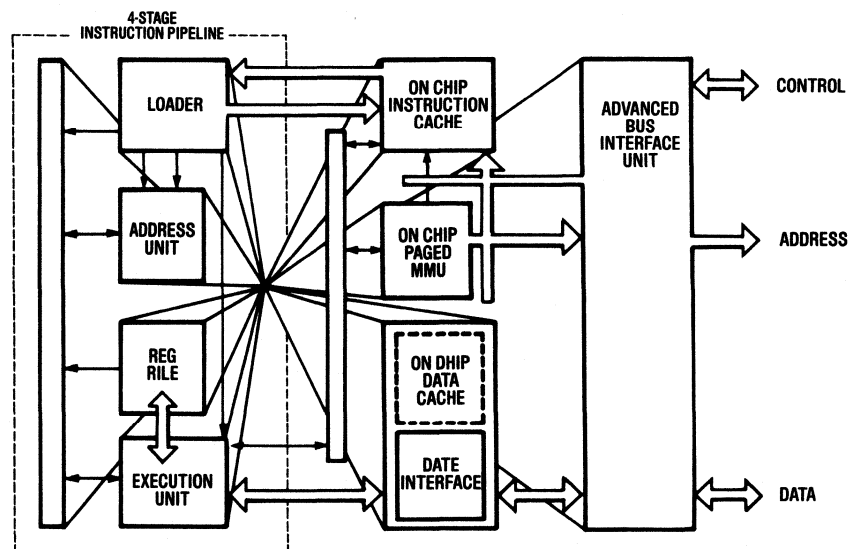 4-STAGE
INSTRUCTION PIPELINE
LOADER
ON CHIP
INSTRUCTION
CACHE
ADVANCED
BUS
INTERFACE
UNIT
CONTROL
ADDRESS
UNIT
ON CHIP
PAGED
MMU
ADDRESS
REG
RILE
ON DHIP
DATA
CACHE
EXECUTION
UNIT
DATE
INTERFACE
DATA